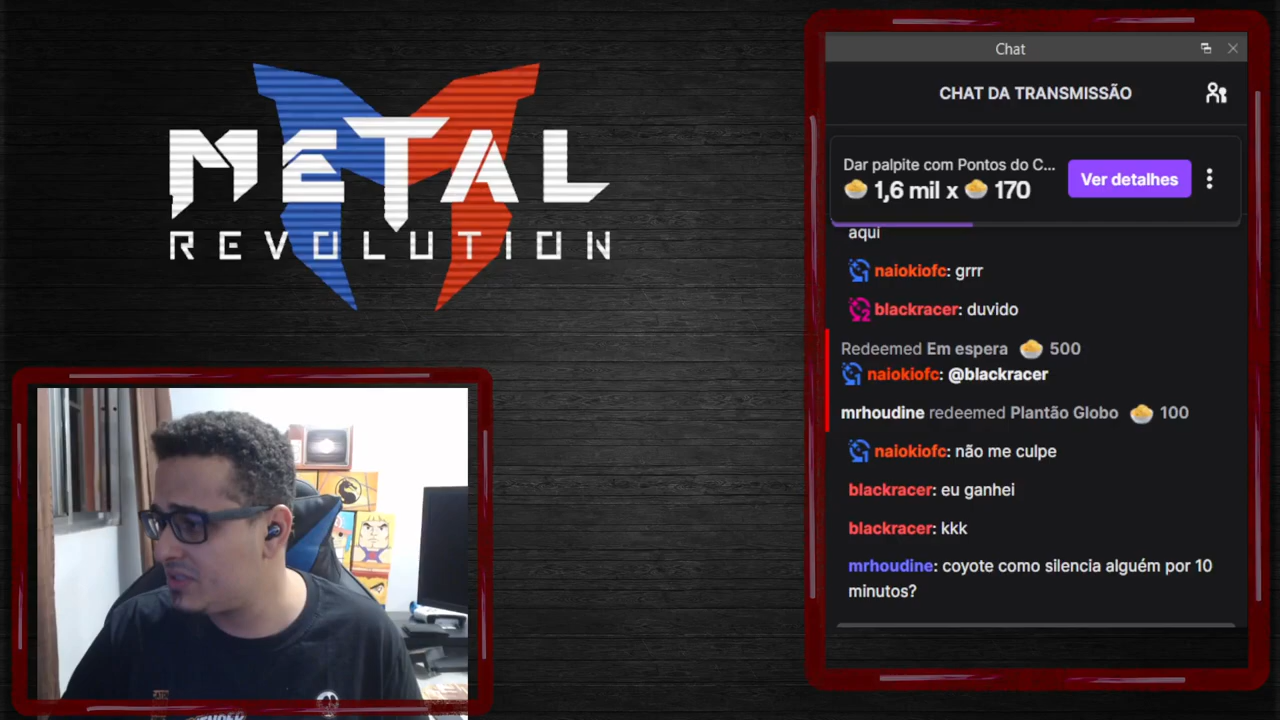 METAL
REVOLUTION
Chat
CHAT DA TRANSMISSÃO
Dar palpite com Pontos do C...
1,6 mil x 170
Ver detalhes
aqui
naiokiofc: grrr
blackracer: duvido
Redeemed Em espera 500
naiokiofc: @blackracer
mrhoudine redeemed Plantão Globo 100
naiokiofc: não me culpe
blackracer: eu ganhei
blackracer: kkk
mrhoudine: coyote como silencia alguém por 10
minutos?